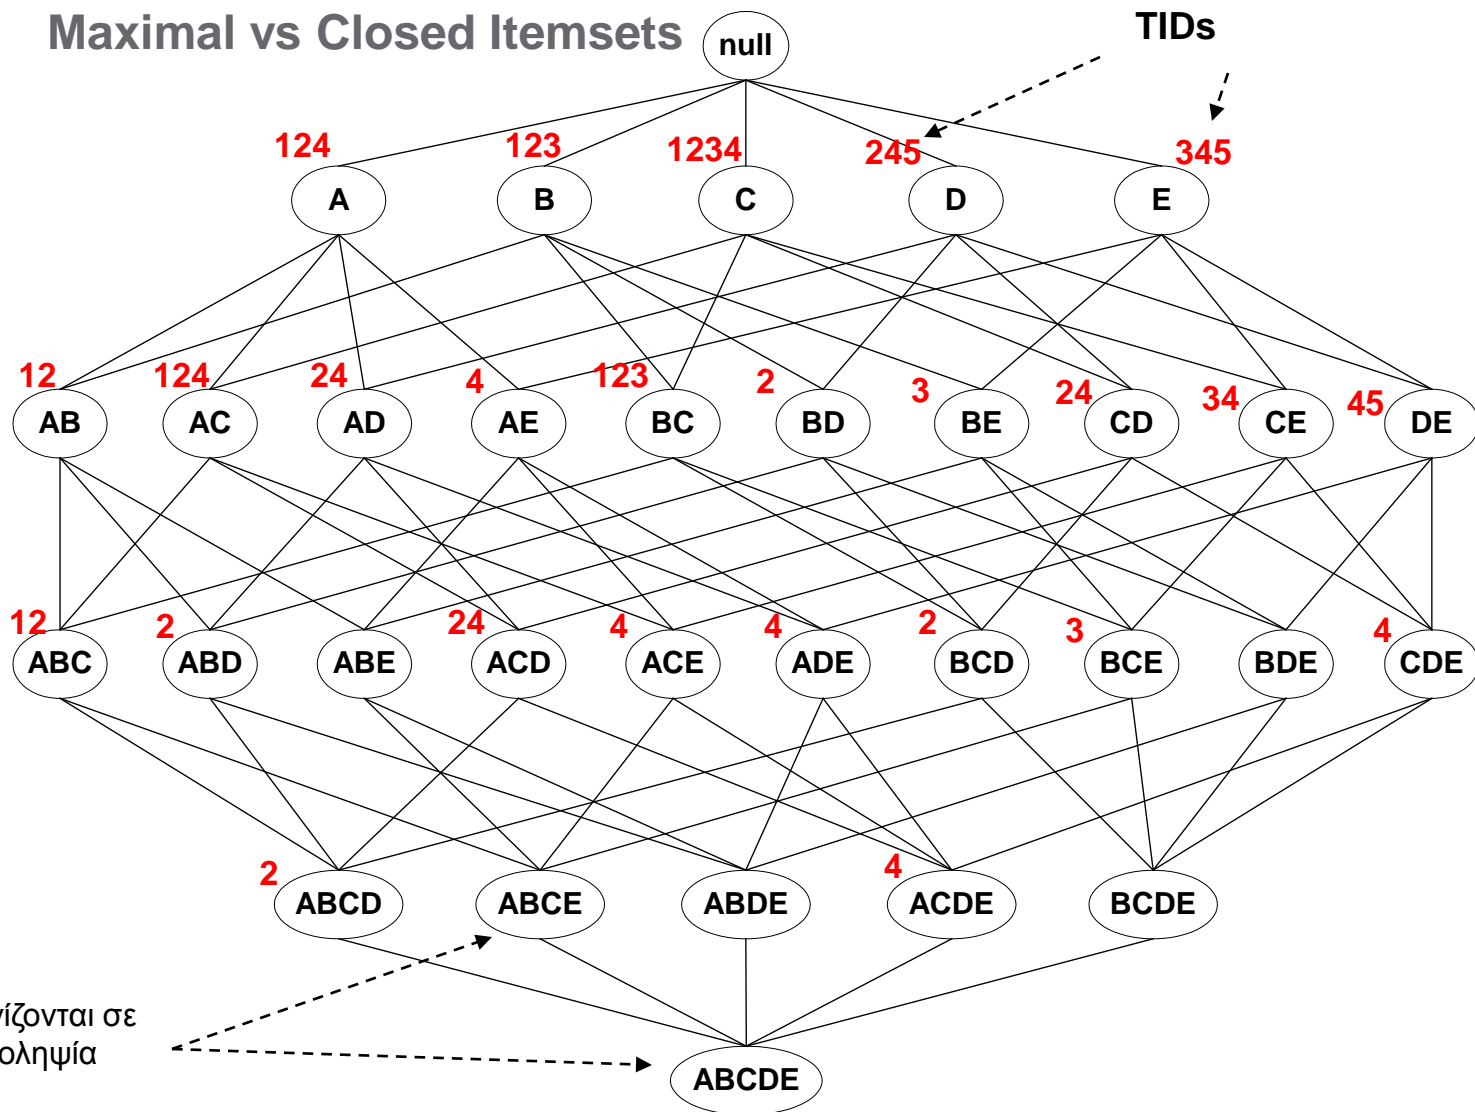 Maximal vs Closed Itemsets
null
TIDs
124 123 1234 245 345
A B C D E
12 124 24 4 123 2 3 24 34 45
AB AC AD AE BC BD BE CD CE DE
12 2 24 4 4 2 3 4
ABC ABD ABE ACD ACE ADE BCD BCE BDE CDE
2 4
ABCD ABCE ABDE ACDE BCDE
νίζονται σε
οληψία
ABCDE